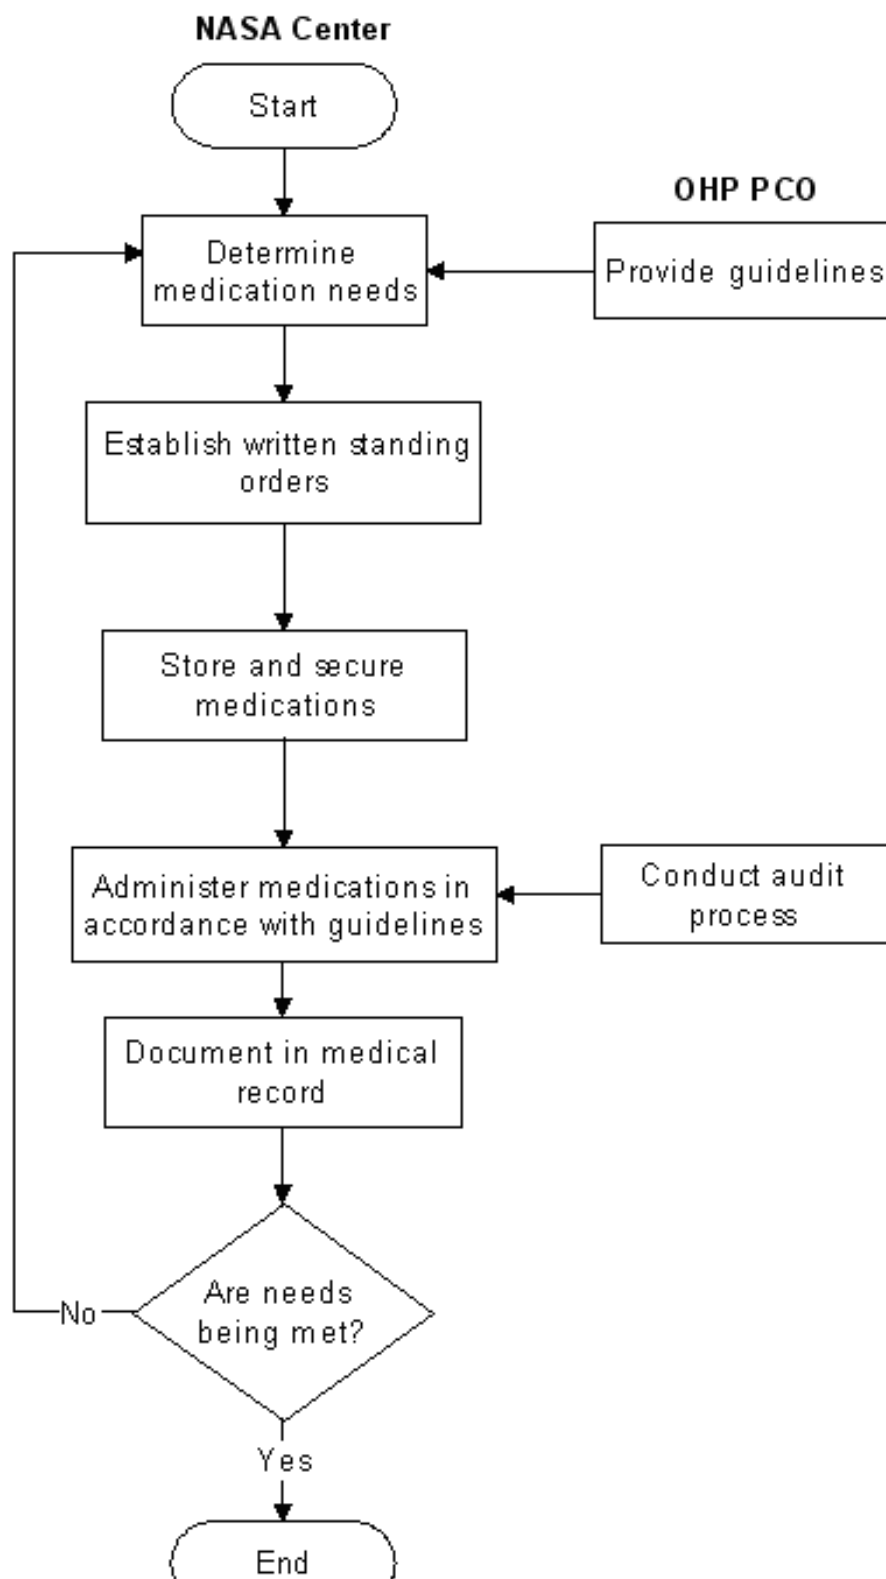 NASA Center
Start
OHP PCO
Determine
medication needs
Provide guidelines
Establish written standing
orders
Store and secure
medications
Administer medications in
accordance with guidelines
Conduct audit
process
Document in medical
record
Are needs
being met?
No
Yes
End